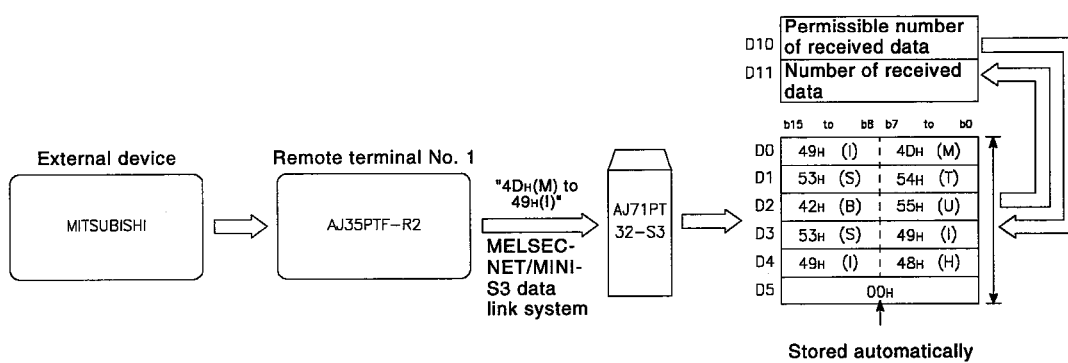 D10 Permissible number
of received data
D11 Number of received
data
b15 to b8 b7 to b0
External device
MITSUBISHI
Remote terminal No. 1
AJ35PTF-R2
"4DH(M) to
49H(I)"
MELSEC-
NET/MINI-
S3 data
link system
AJ71PT
32-S3
D0 49H (I) 4DH (M)
D1 53H (S) 54H (T)
D2 42H (B) 55H (U)
D3 53H (S) 49H (I)
D4 49H (I) 48H (H)
D5 00H
Stored automatically